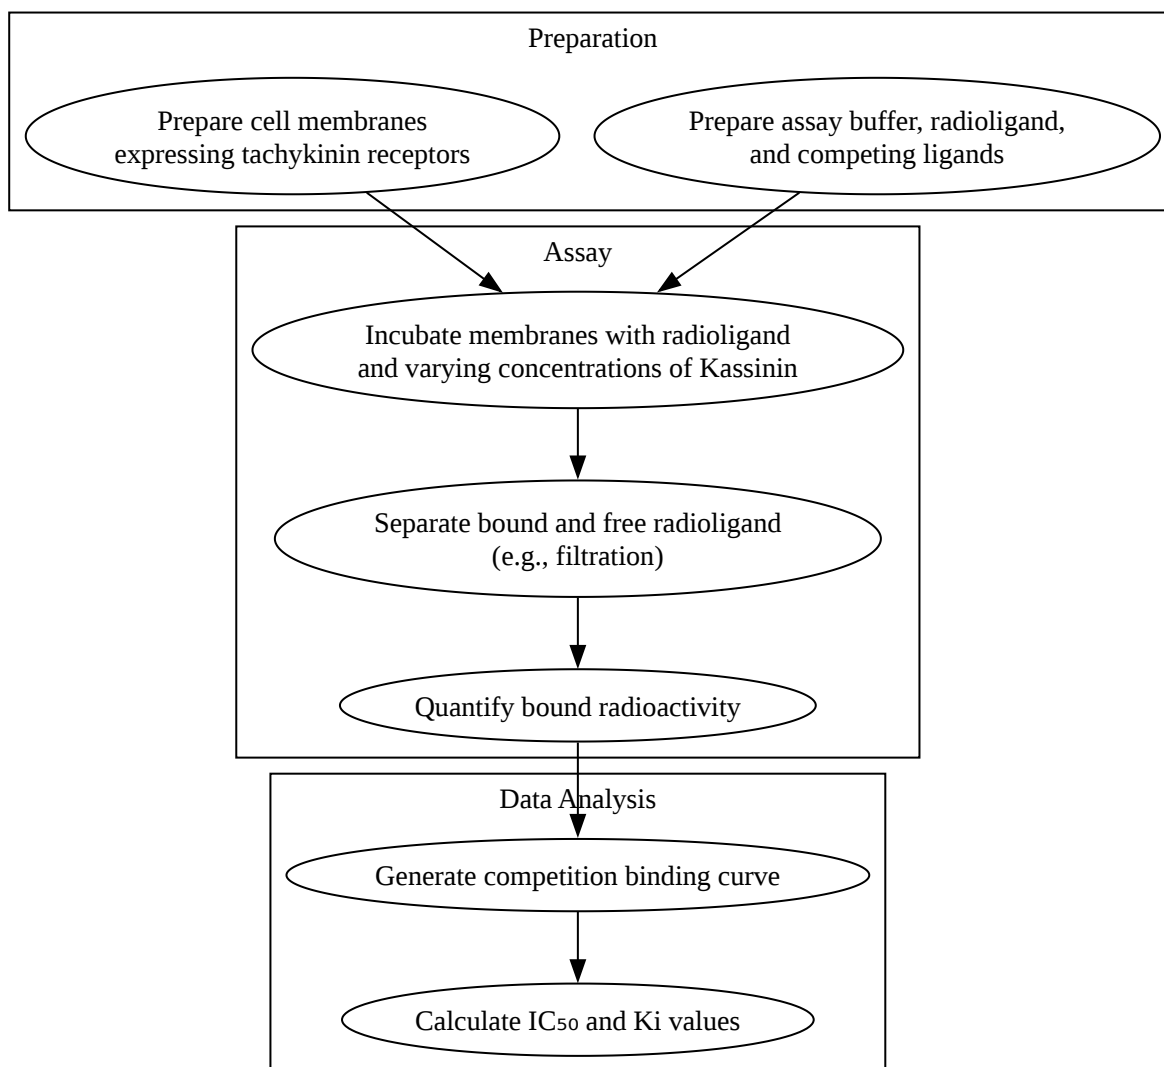 Preparation
Prepare cell membranes
expressing tachykinin receptors
Prepare assay buffer, radioligand,
and competing ligands
Assay
Incubate membranes with radioligand
and varying concentrations of Kassinin
Separate bound and free radioligand
(e.g., filtration)
Quantify bound radioactivity
Data Analysis
Generate competition binding curve
Calculate IC₅₀ and Ki values